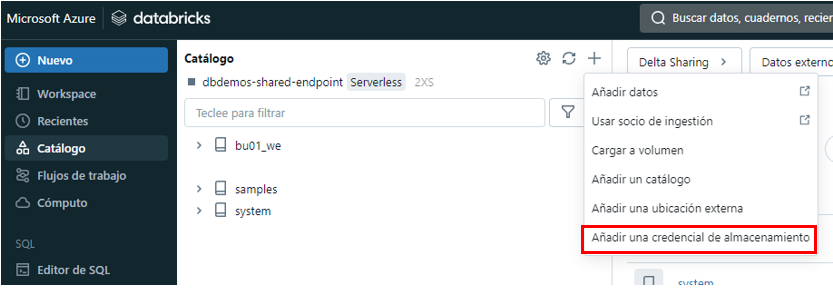 Microsoft Azure
databricks
Buscar datos, cuadernos, recien
Nuevo
Workspace
Recientes
Catálogo
Flujos de trabajo
Cómputo
SQL
Editor de SQL
Catálogo
dbdemos-shared-endpoint Serverless 2XS
Teclee para filtrar
bu01_we
samples
system
Delta Sharing
Datos externo
Añadir datos
Usar socio de ingestión
Cargar a volumen
Añadir un catálogo
Añadir una ubicación externa
Añadir una credencial de almacenamiento
system